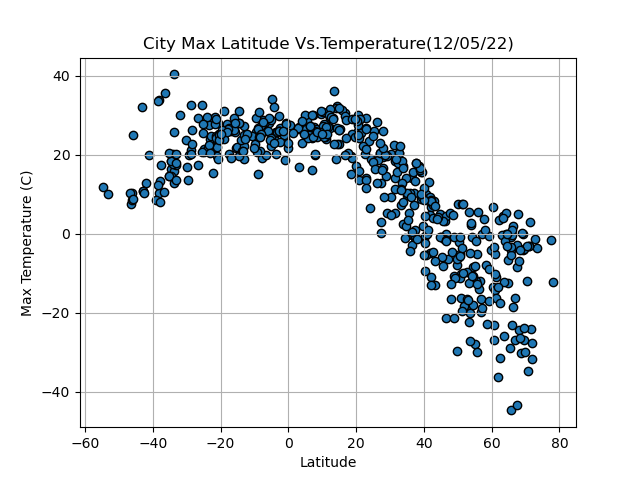 City Max Latitude Vs.Temperature(12/05/22)
40
20
0
−20
−40
Max Temperature (C)
−60 −40 −20 0 20 40 60 80
Latitude